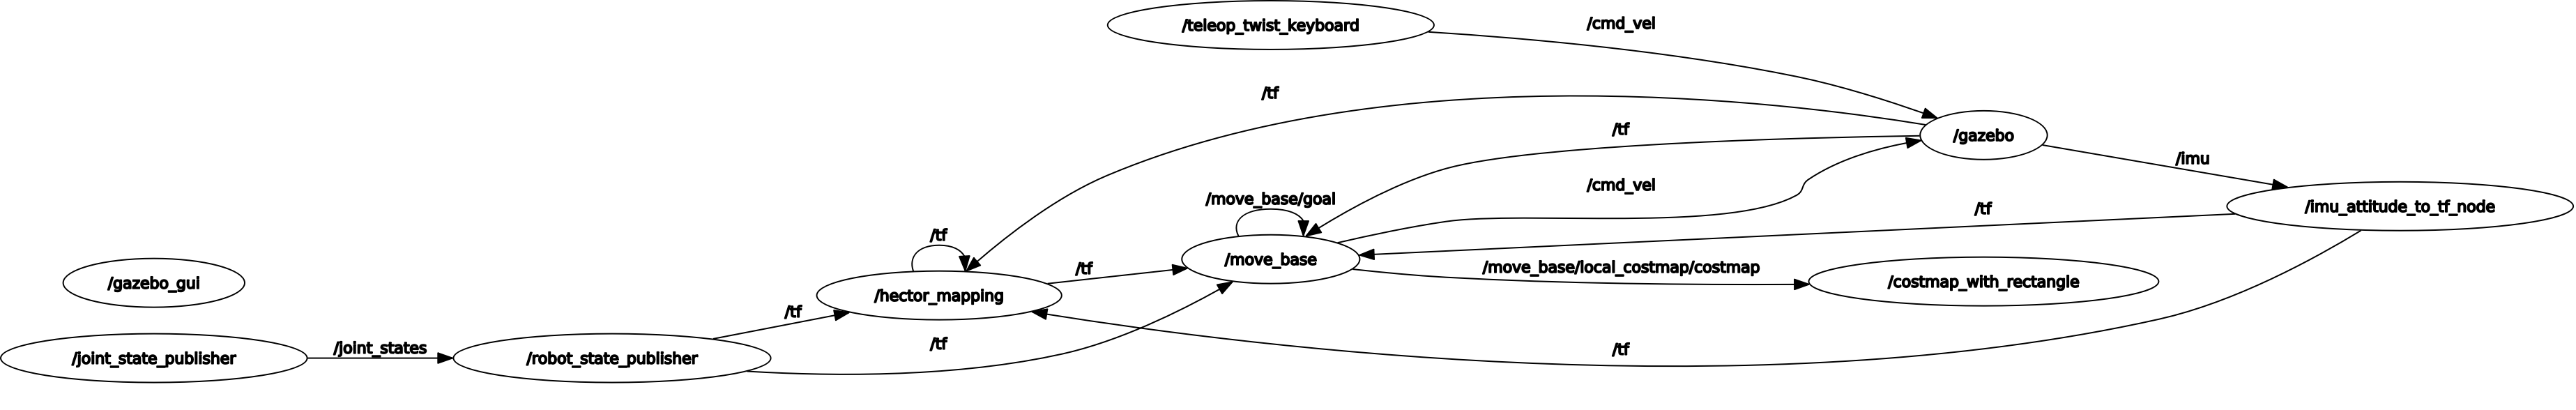 /teleop_twist_keyboard
/cmd_vel
/tf
/tf
/gazebo
/imu
/cmd_vel
/move_base/goal
/tf
/imu_attitude_to_tf_node
/tf
/move_base
/tf
/move_base/local_costmap/costmap
/gazebo_gui
/hector_mapping
/costmap_with_rectangle
/tf
/joint_states
/tf
/tf
/joint_state_publisher
/robot_state_publisher